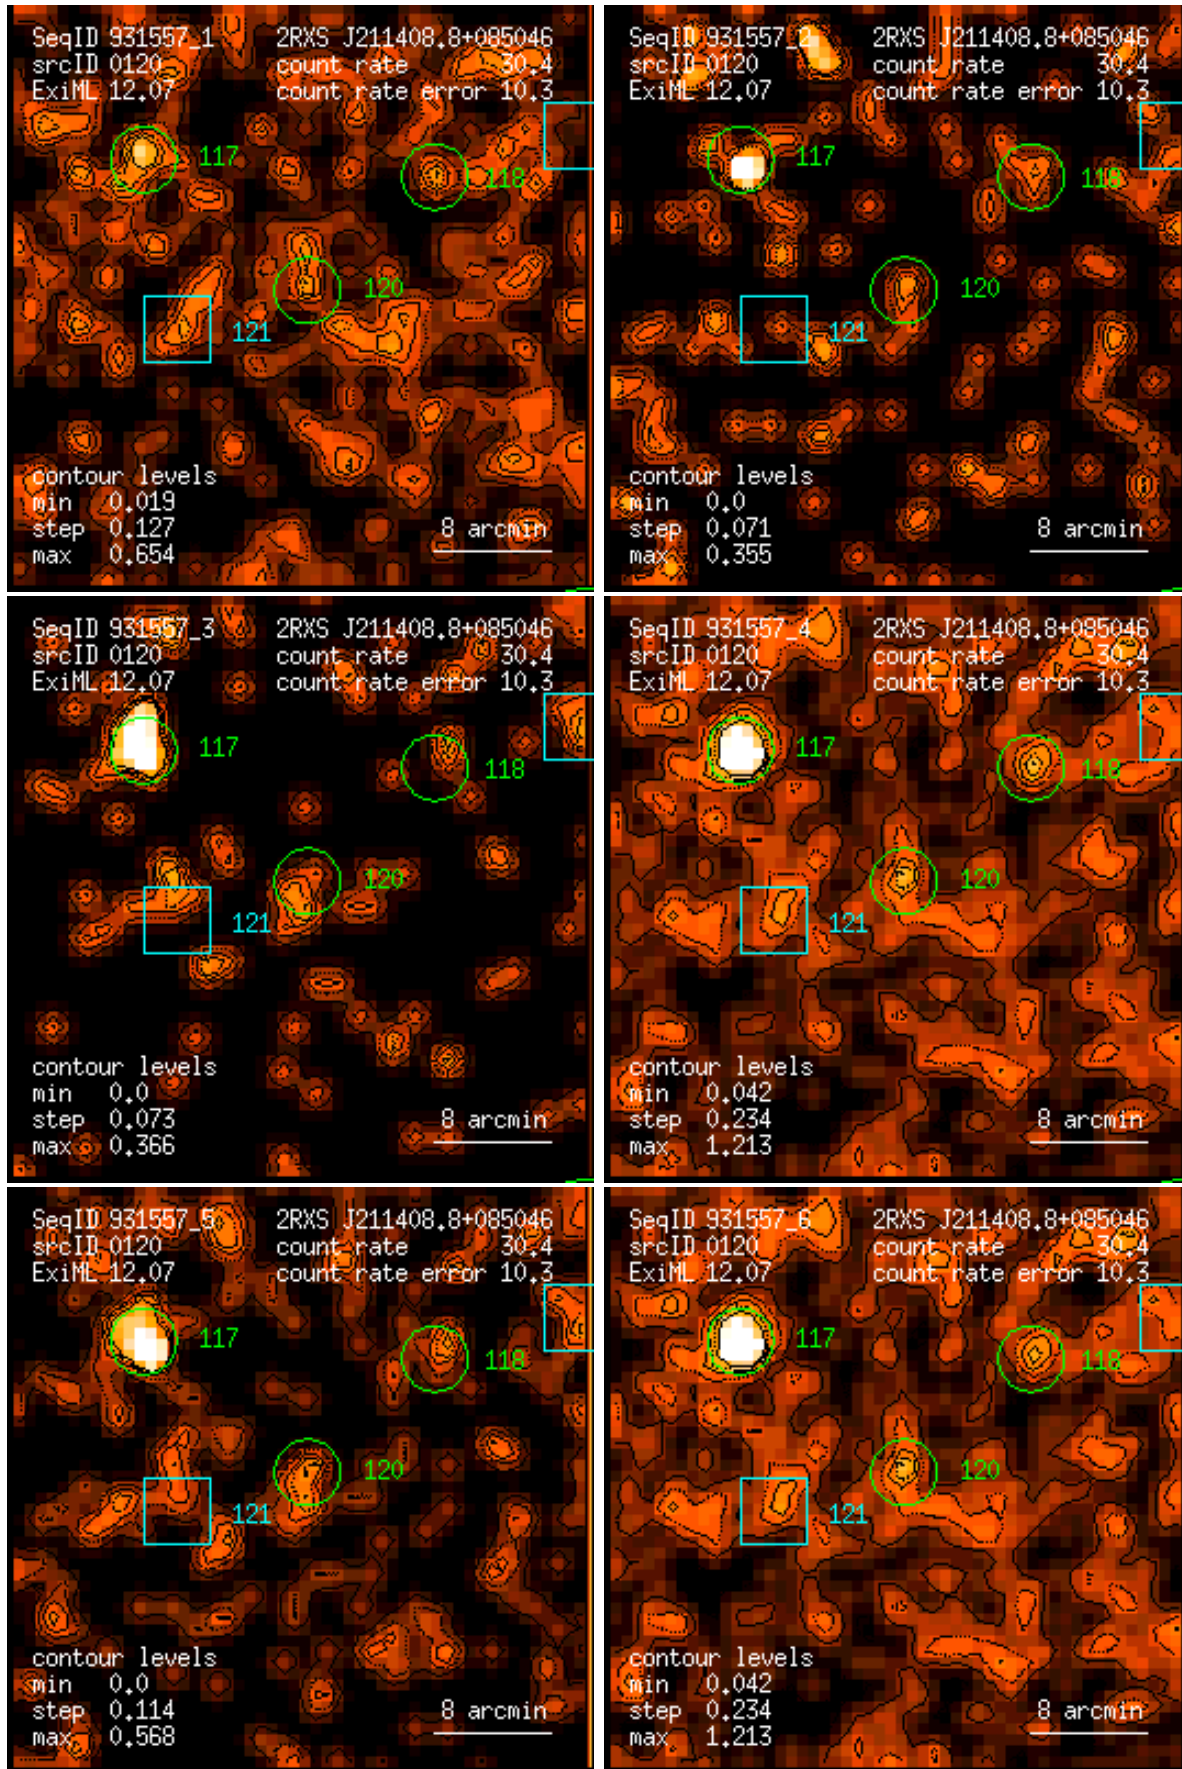 SeqID 931557_1 2RXS J211408.8+085046
srcID 0120 count rate 30.4
ExiML 12.07 count rate error 10.3
117
118
120
121
contour levels
min 0.019
step 0.127
max 0.654
8 arcmin
SeqID 931557_2 2RXS J211408.8+085046
srcID 0120 count rate 30.4
ExiML 12.07 count rate error 10.3
117
118
120
121
contour levels
min 0.0
step 0.071
max 0.355
8 arcmin
SeqID 931557_3 2RXS J211408.8+085046
srcID 0120 count rate 30.4
ExiML 12.07 count rate error 10.3
117
118
120
121
contour levels
min 0.0
step 0.073
max 0.366
8 arcmin
SeqID 931557_4 2RXS J211408.8+085046
srcID 0120 count rate 30.4
ExiML 12.07 count rate error 10.3
117
118
120
121
contour levels
min 0.042
step 0.234
max 1.213
8 arcmin
SeqID 931557_5 2RXS J211408.8+085046
srcID 0120 count rate 30.4
ExiML 12.07 count rate error 10.3
117
118
120
121
contour levels
min 0.0
step 0.114
max 0.568
8 arcmin
SeqID 931557_6 2RXS J211408.8+085046
srcID 0120 count rate 30.4
ExiML 12.07 count rate error 10.3
117
118
120
121
contour levels
min 0.042
step 0.234
max 1.213
8 arcmin